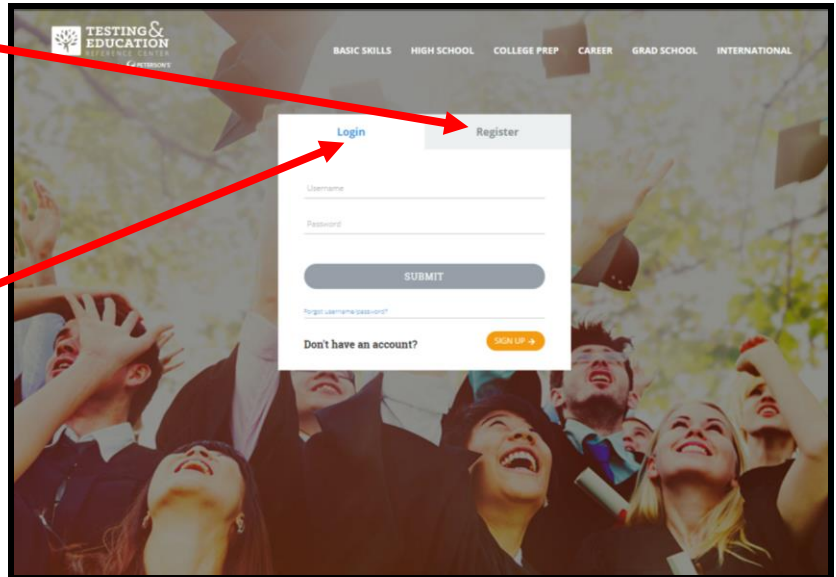 TESTING &
EDUCATION
REFERENCE CENTER
PETERSON'S
BASIC SKILLS HIGH SCHOOL COLLEGE PREP CAREER GRAD SCHOOL INTERNATIONAL
Login Register
Username
Password
SUBMIT
Forgot username/password?
Don't have an account? SIGN UP →